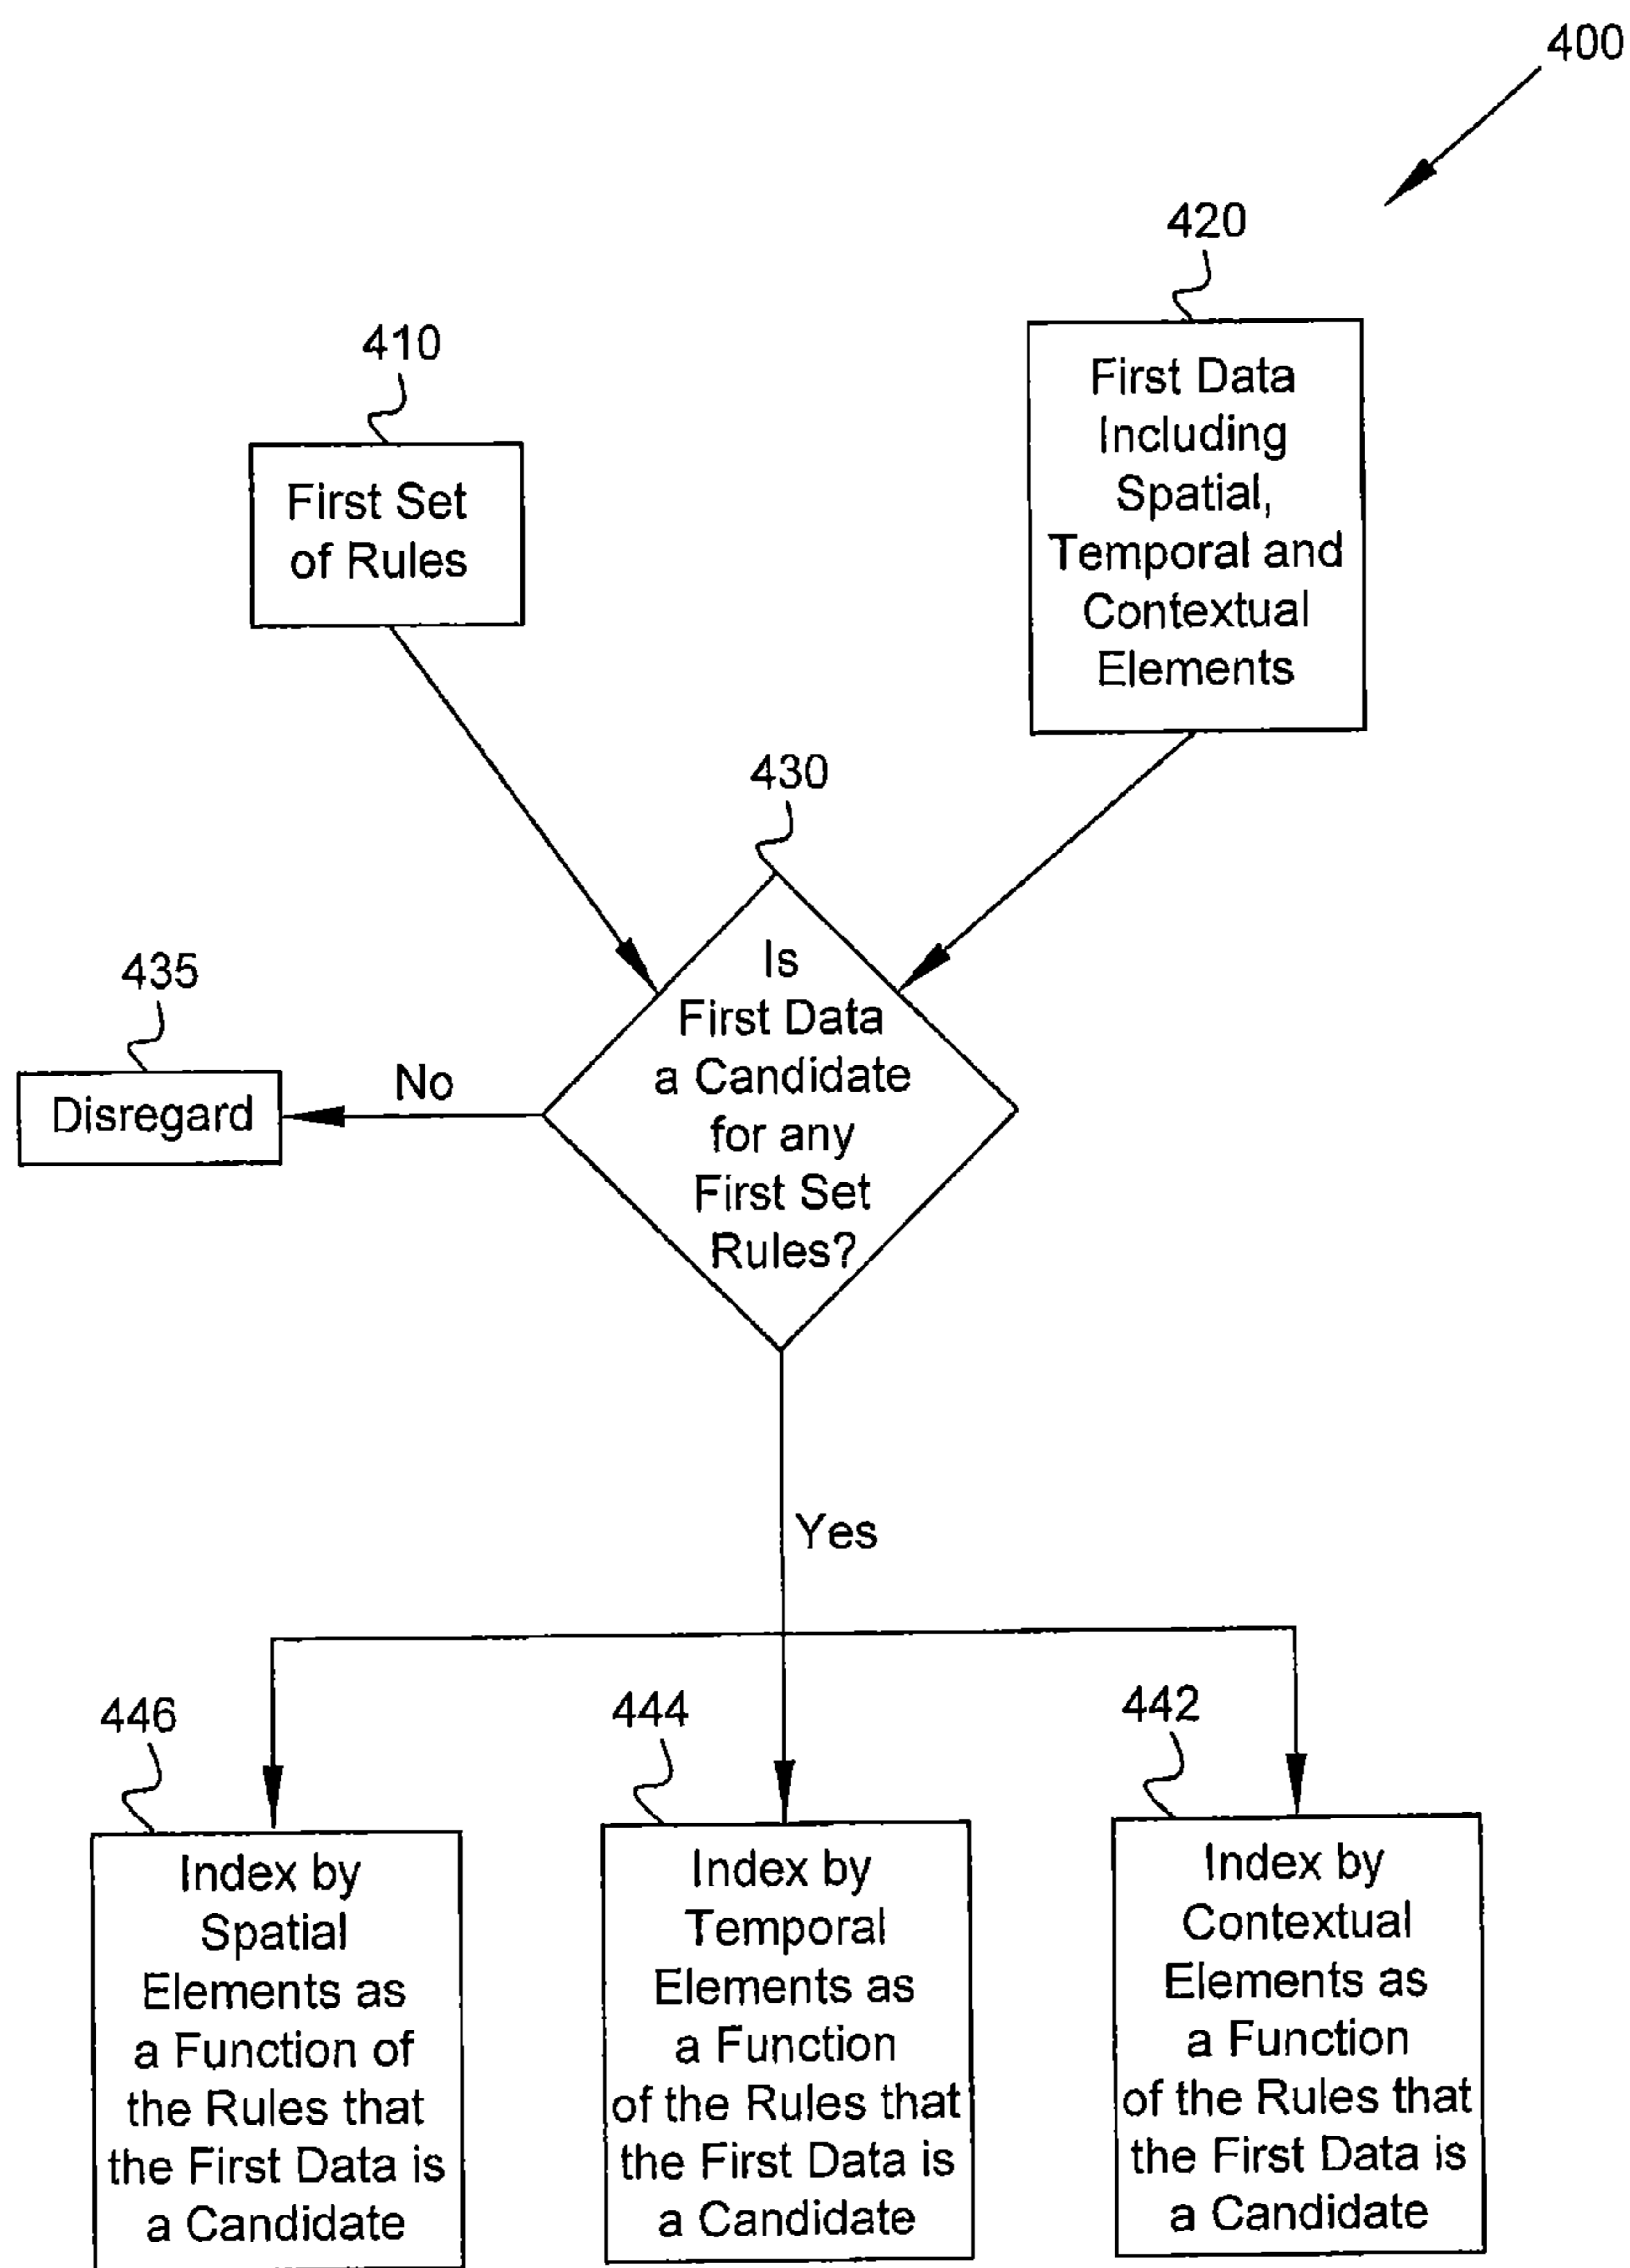 400
420
First Data
Including
Spatial,
Temporal and
Contextual
Elements
410
First Set
of Rules
430
Is
First Data
a Candidate
for any
First Set
Rules?
435
Disregard
No
Yes
446
Index by
Spatial
Elements as
a Function of
the Rules that
the First Data is
a Candidate
444
Index by
Temporal
Elements as
a Function
of the Rules that
the First Data is
a Candidate
442
Index by
Contextual
Elements as
a Function
of the Rules that
the First Data is
a Candidate